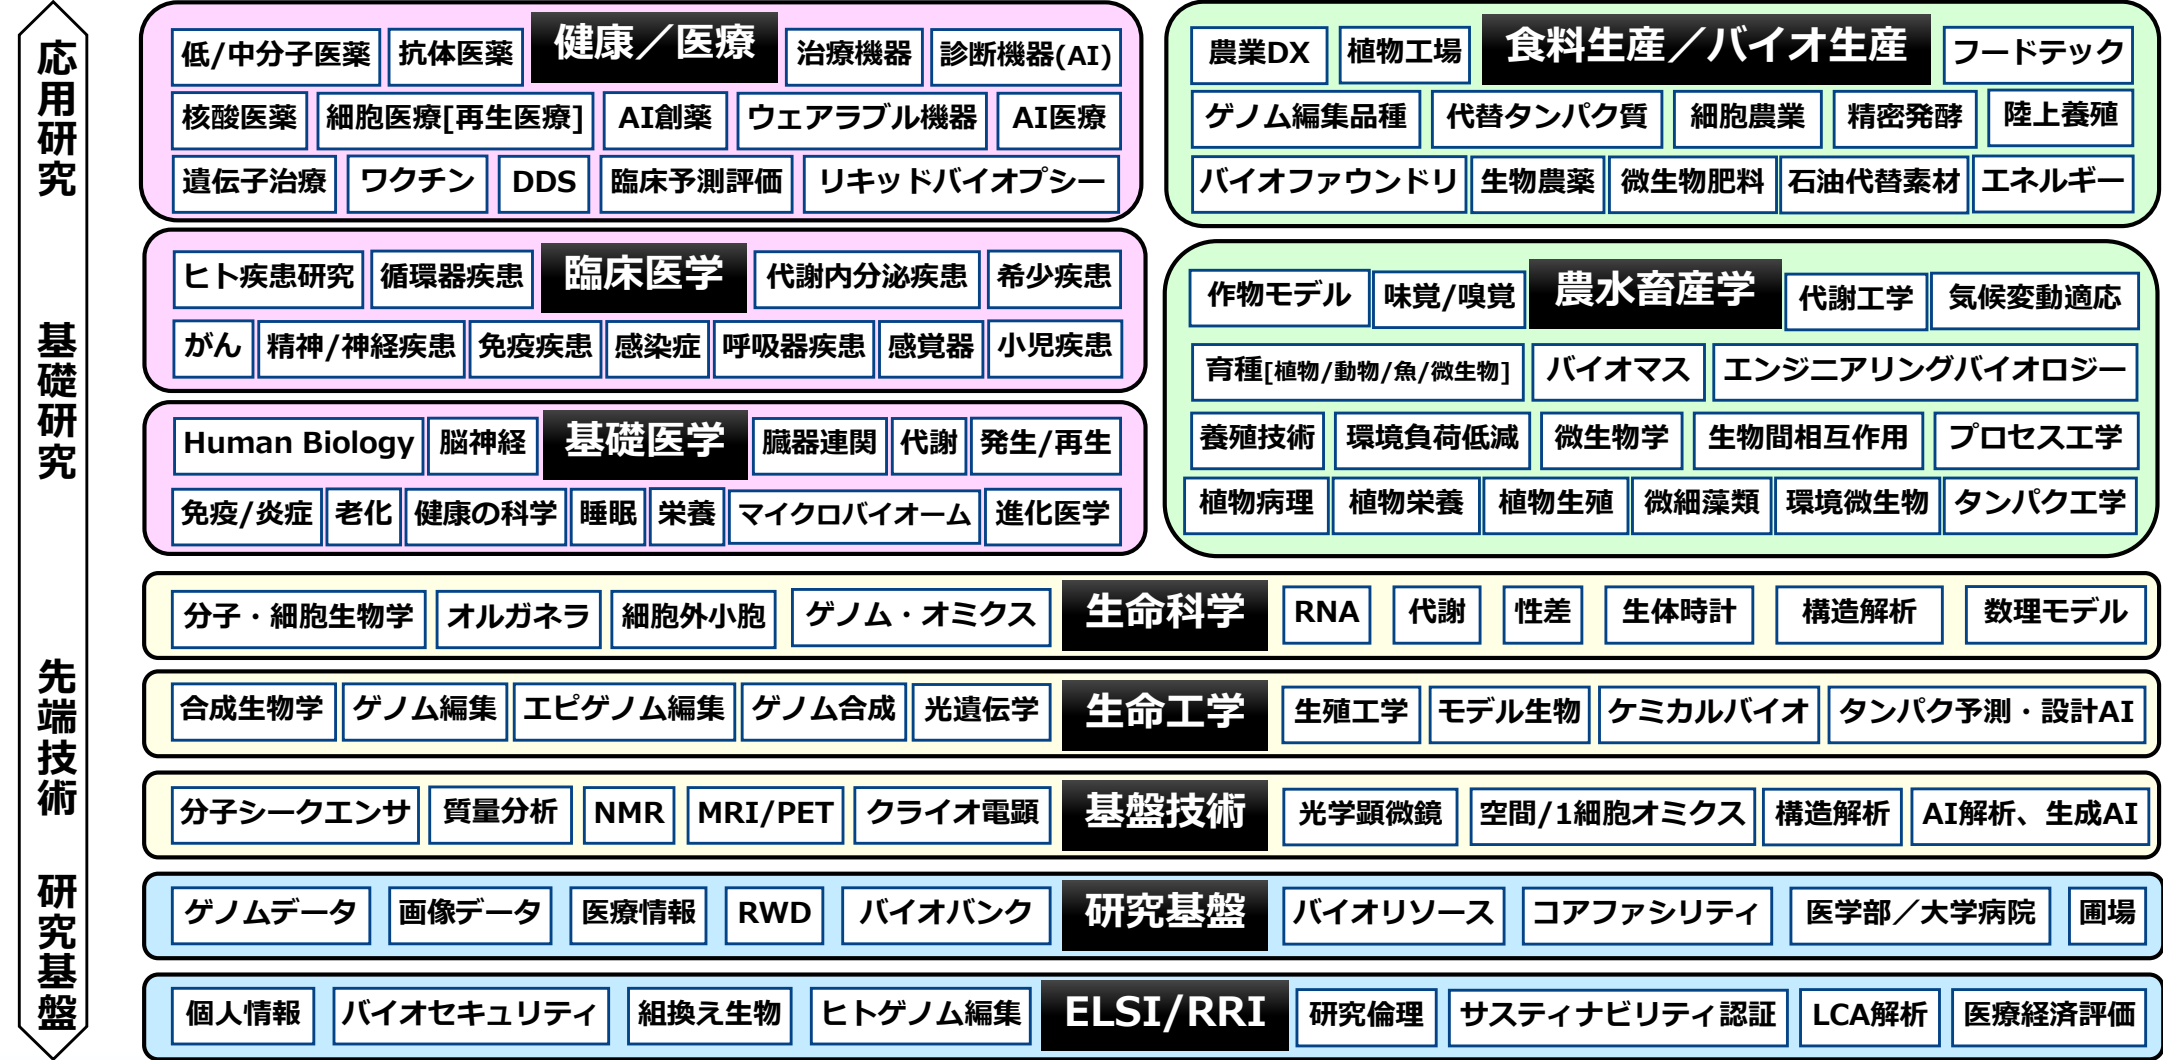 応用研究
基礎研究
先端技術
研究基盤
低/中分子医薬 抗体医薬 健康／医療 治療機器 診断機器(AI)
核酸医薬 細胞医療[再生医療] AI創薬 ウェアラブル機器 AI医療
遺伝子治療 ワクチン DDS 臨床予測評価 リキッドバイオプシー
農業DX 植物工場 食料生産／バイオ生産 フードテック
ゲノム編集品種 代替タンパク質 細胞農業 精密発酵 陸上養殖
バイオファウンドリ 生物農薬 微生物肥料 石油代替素材 エネルギー
ヒト疾患研究 循環器疾患 臨床医学 代謝内分泌疾患 希少疾患
がん 精神/神経疾患 免疫疾患 感染症 呼吸器疾患 感覚器 小児疾患
Human Biology 脳神経 基礎医学 臓器連関 代謝 発生/再生
免疫/炎症 老化 健康の科学 睡眠 栄養 マイクロバイオーム 進化医学
作物モデル 味覚/嗅覚 農水畜産学 代謝工学 気候変動適応
育種[植物/動物/魚/微生物] バイオマス エンジニアリングバイオロジー
養殖技術 環境負荷低減 微生物学 生物間相互作用 プロセス工学
植物病理 植物栄養 植物生殖 微細藻類 環境微生物 タンパク工学
分子・細胞生物学 オルガネラ 細胞外小胞 ゲノム・オミクス 生命科学 RNA 代謝 性差 生体時計 構造解析 数理モデル
合成生物学 ゲノム編集 エピゲノム編集 ゲノム合成 光遺伝学 生命工学 生殖工学 モデル生物 ケミカルバイオ タンパク予測・設計AI
分子シークエンサ 質量分析 NMR MRI/PET クライオ電顕 基盤技術 光学顕微鏡 空間/1細胞オミクス 構造解析 AI解析、生成AI
ゲノムデータ 画像データ 医療情報 RWD バイオバンク 研究基盤 バイオリソース コアファシリティ 医学部／大学病院 圃場
個人情報 バイオセキュリティ 組換え生物 ヒトゲノム編集 ELSI/RRI 研究倫理 サスティナビリティ認証 LCA解析 医療経済評価